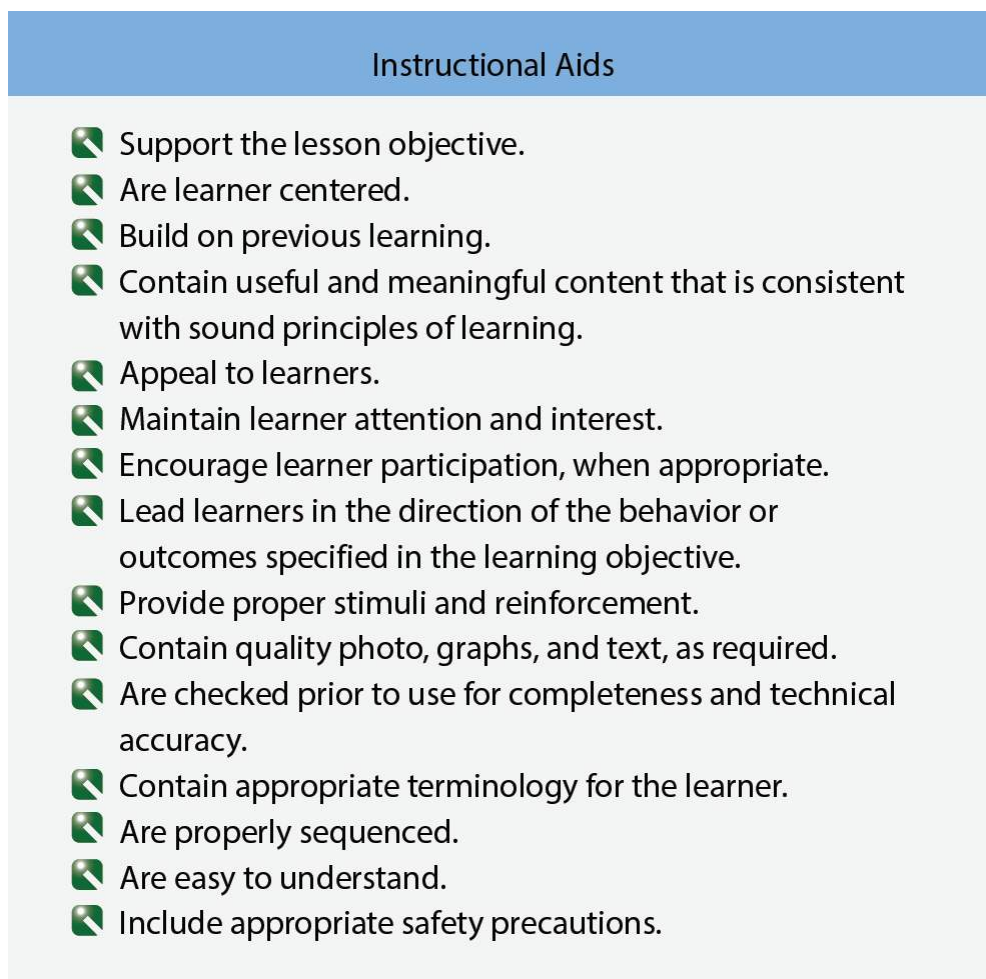 Instructional Aids
Support the lesson objective.
Are learner centered.
Build on previous learning.
Contain useful and meaningful content that is consistent
with sound principles of learning.
Appeal to learners.
Maintain learner attention and interest.
Encourage learner participation, when appropriate.
Lead learners in the direction of the behavior or
outcomes specified in the learning objective.
Provide proper stimuli and reinforcement.
Contain quality photo, graphs, and text, as required.
Are checked prior to use for completeness and technical
accuracy.
Contain appropriate terminology for the learner.
Are properly sequenced.
Are easy to understand.
Include appropriate safety precautions.